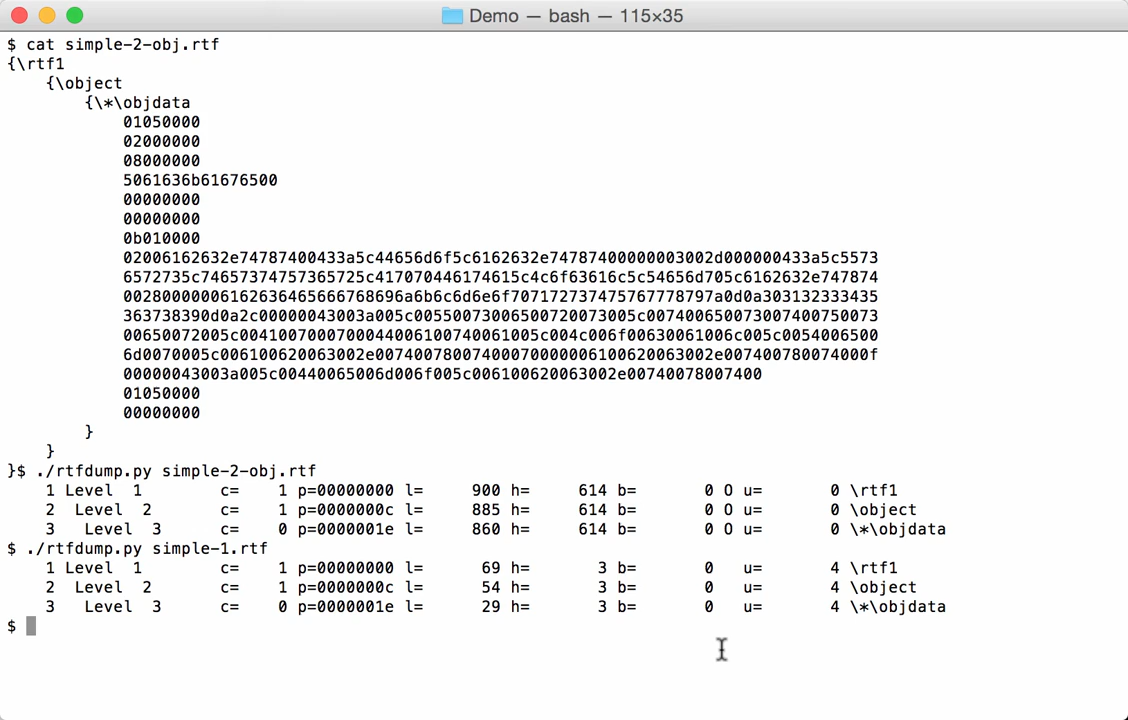 Demo — bash — 115×35
$ cat simple-2-obj.rtf
{\rtf1
    {\object
        {\*\objdata
            01050000
            02000000
            08000000
            5061636b61676500
            00000000
            00000000
            0b010000
            02006162632e74787400433a5c44656d6f5c6162632e74787400000003002d000000433a5c5573
            6572735c74657374757365725c417070446174615c4c6f63616c5c54656d705c6162632e747874
            00280000006162636465666768696a6b6c6d6e6f707172737475767778797a0d0a303132333435
            363738390d0a2c00000043003a005c00550073006500720073005c007400650073007400750073
            00650072005c0041007000700044006100740061005c004c006f00630061006c005c0054006500
            6d0070005c006100620063002e007400780074000700000061006200630​02e007400780074000f
            00000043003a005c00440065006d006f005c006100620063002e00740078007400
            01050000
            00000000
        }
    }
}$ ./rtfdump.py simple-2-obj.rtf
    1 Level  1        c=    1 p=00000000 l=     900 h=     614 b=       0 O u=       0 \rtf1
    2  Level  2       c=    1 p=0000000c l=     885 h=     614 b=       0 O u=       0 \object
    3   Level  3      c=    0 p=0000001e l=     860 h=     614 b=       0 O u=       0 \*\objdata
$ ./rtfdump.py simple-1.rtf
    1 Level  1        c=    1 p=00000000 l=      69 h=       3 b=       0   u=       4 \rtf1
    2  Level  2       c=    1 p=0000000c l=      54 h=       3 b=       0   u=       4 \object
    3   Level  3      c=    0 p=0000001e l=      29 h=       3 b=       0   u=       4 \*\objdata
$